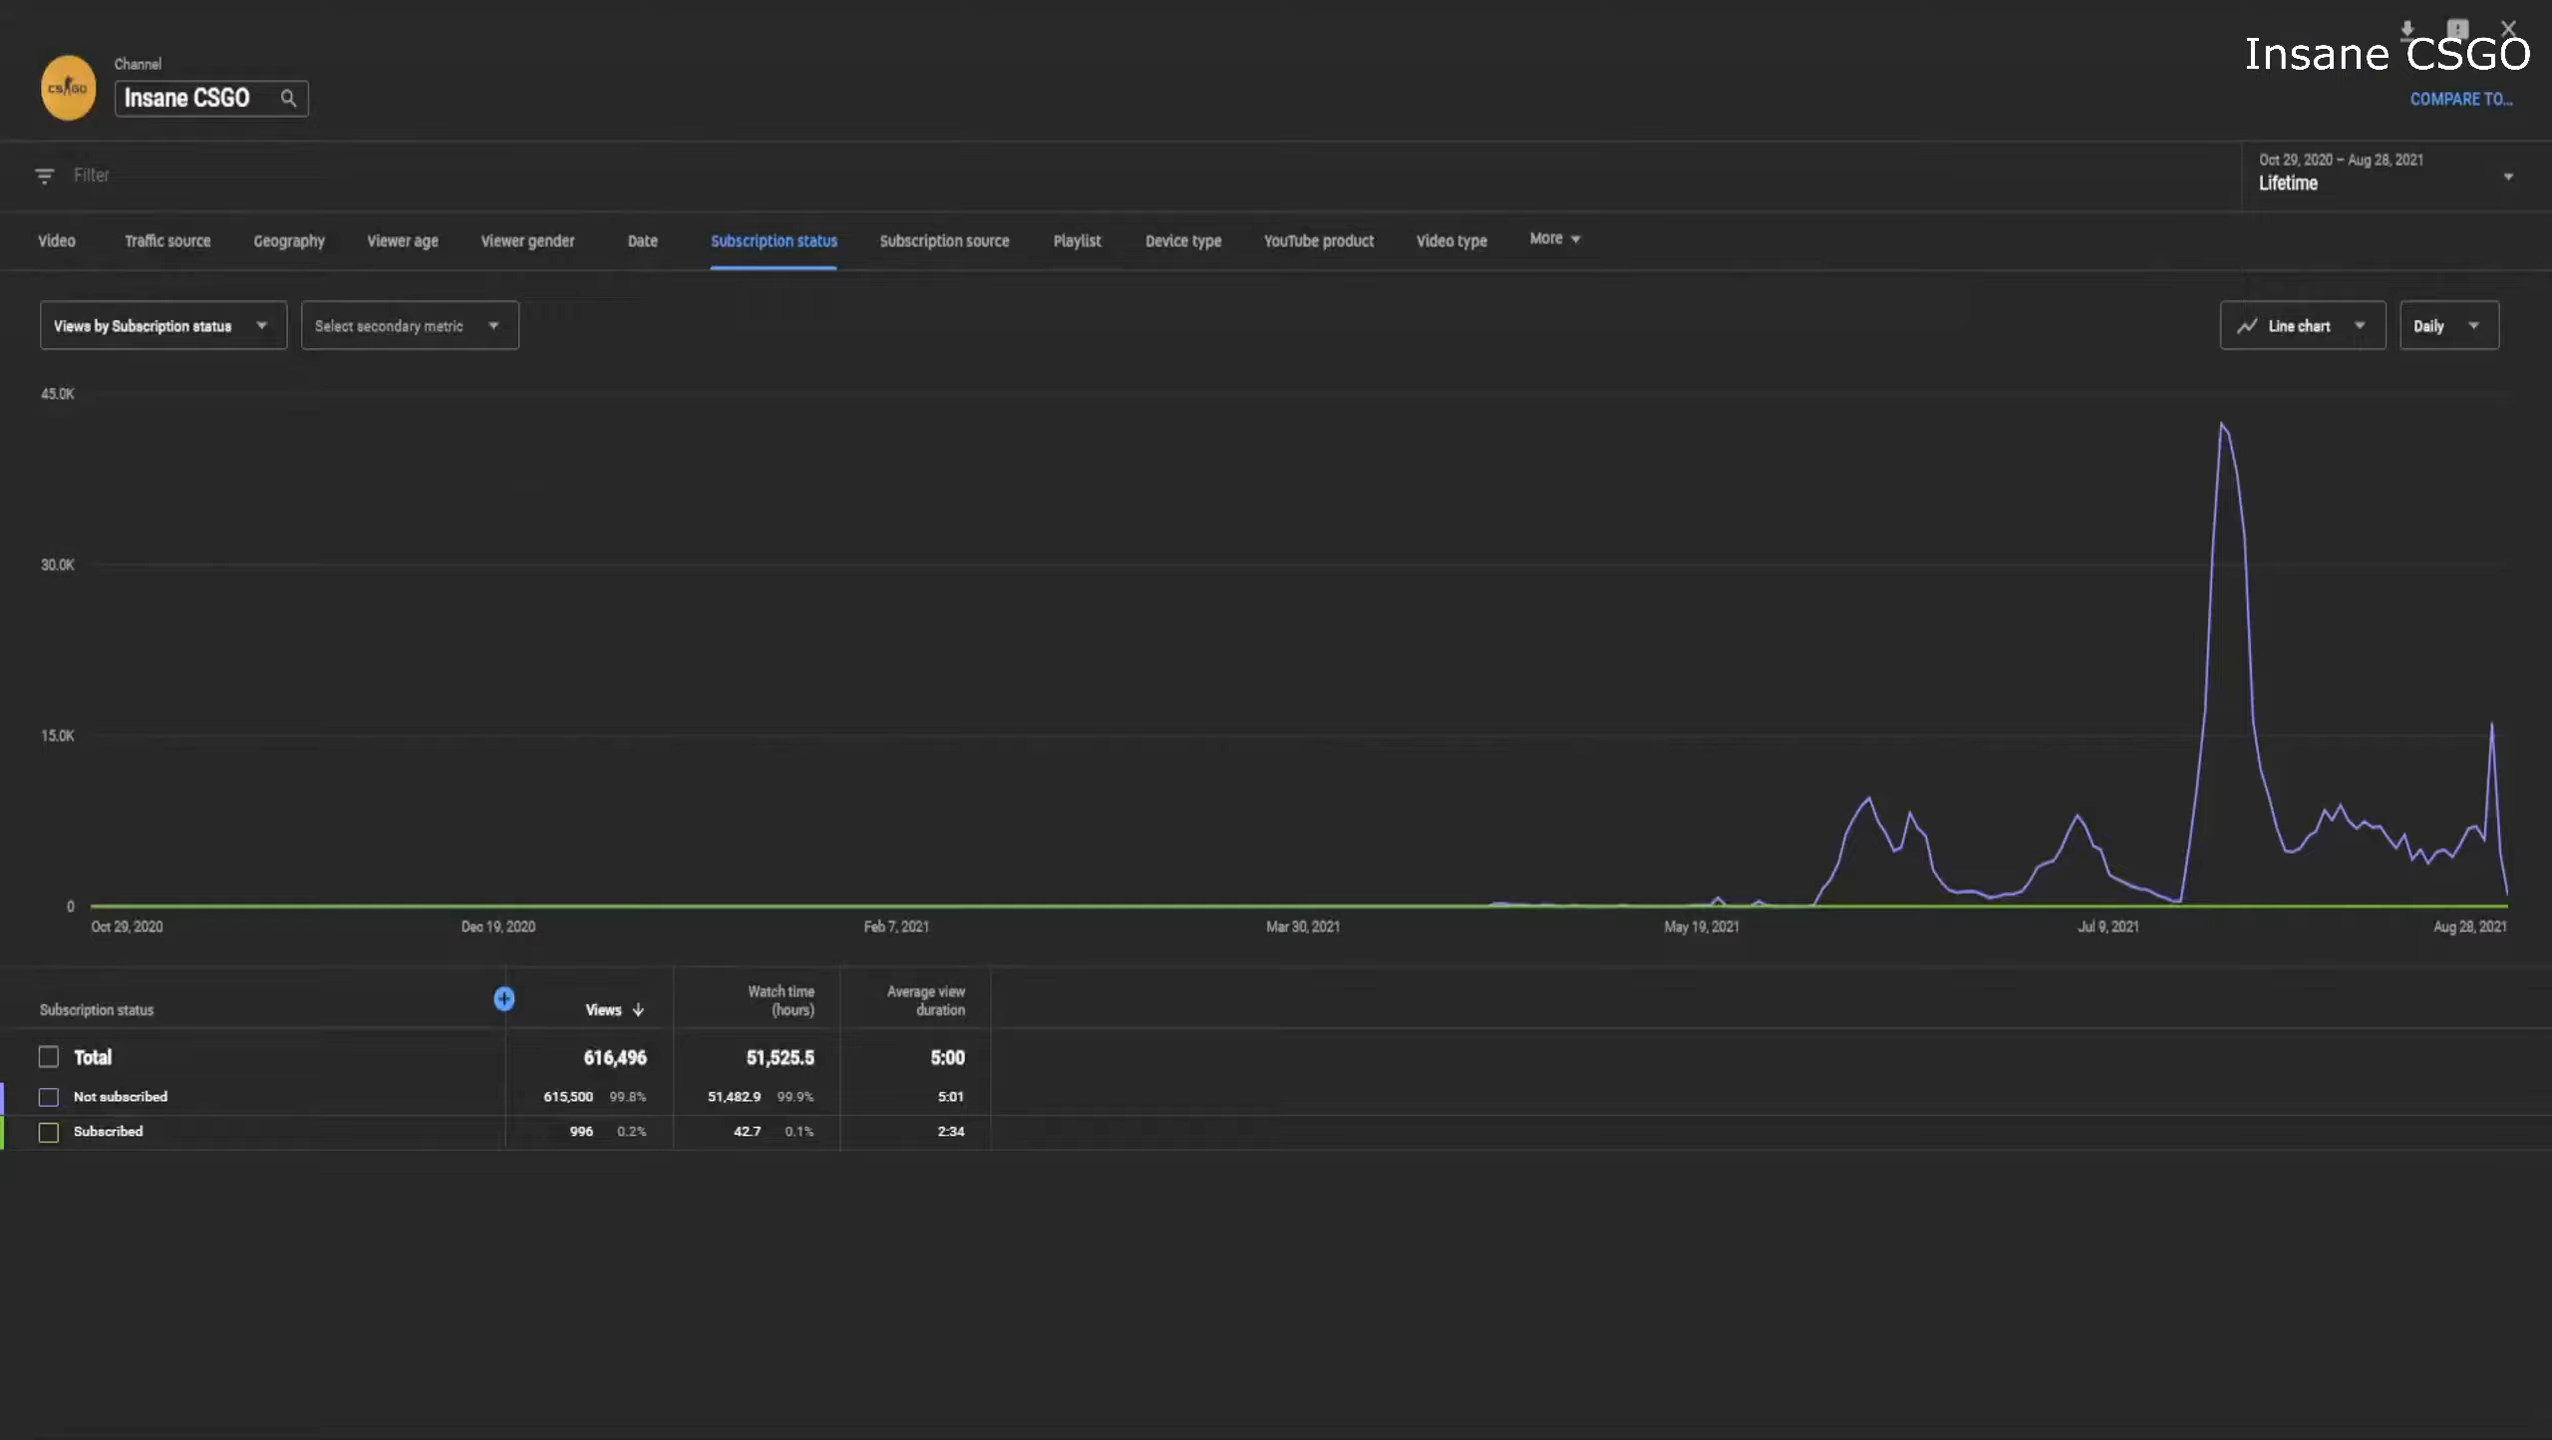 Insane CSGO
Channel
CS GO
Insane CSGO
COMPARE TO...
Filter
Oct 29, 2020 – Aug 28, 2021
Lifetime
Video Traffic source Geography Viewer age Viewer gender Date Subscription status Subscription source Playlist Device type YouTube product Video type More
Views by Subscription status Select secondary metric Line chart Daily
45.0K
30.0K
15.0K
0
Oct 29, 2020 Dec 19, 2020 Feb 7, 2021 Mar 30, 2021 May 19, 2021 Jul 9, 2021 Aug 28, 2021
Subscription status Views Watch time (hours) Average view duration
Total 616,496 51,525.5 5:00
Not subscribed 615,500 99.8% 51,482.9 99.9% 5:01
Subscribed 996 0.2% 42.7 0.1% 2:34